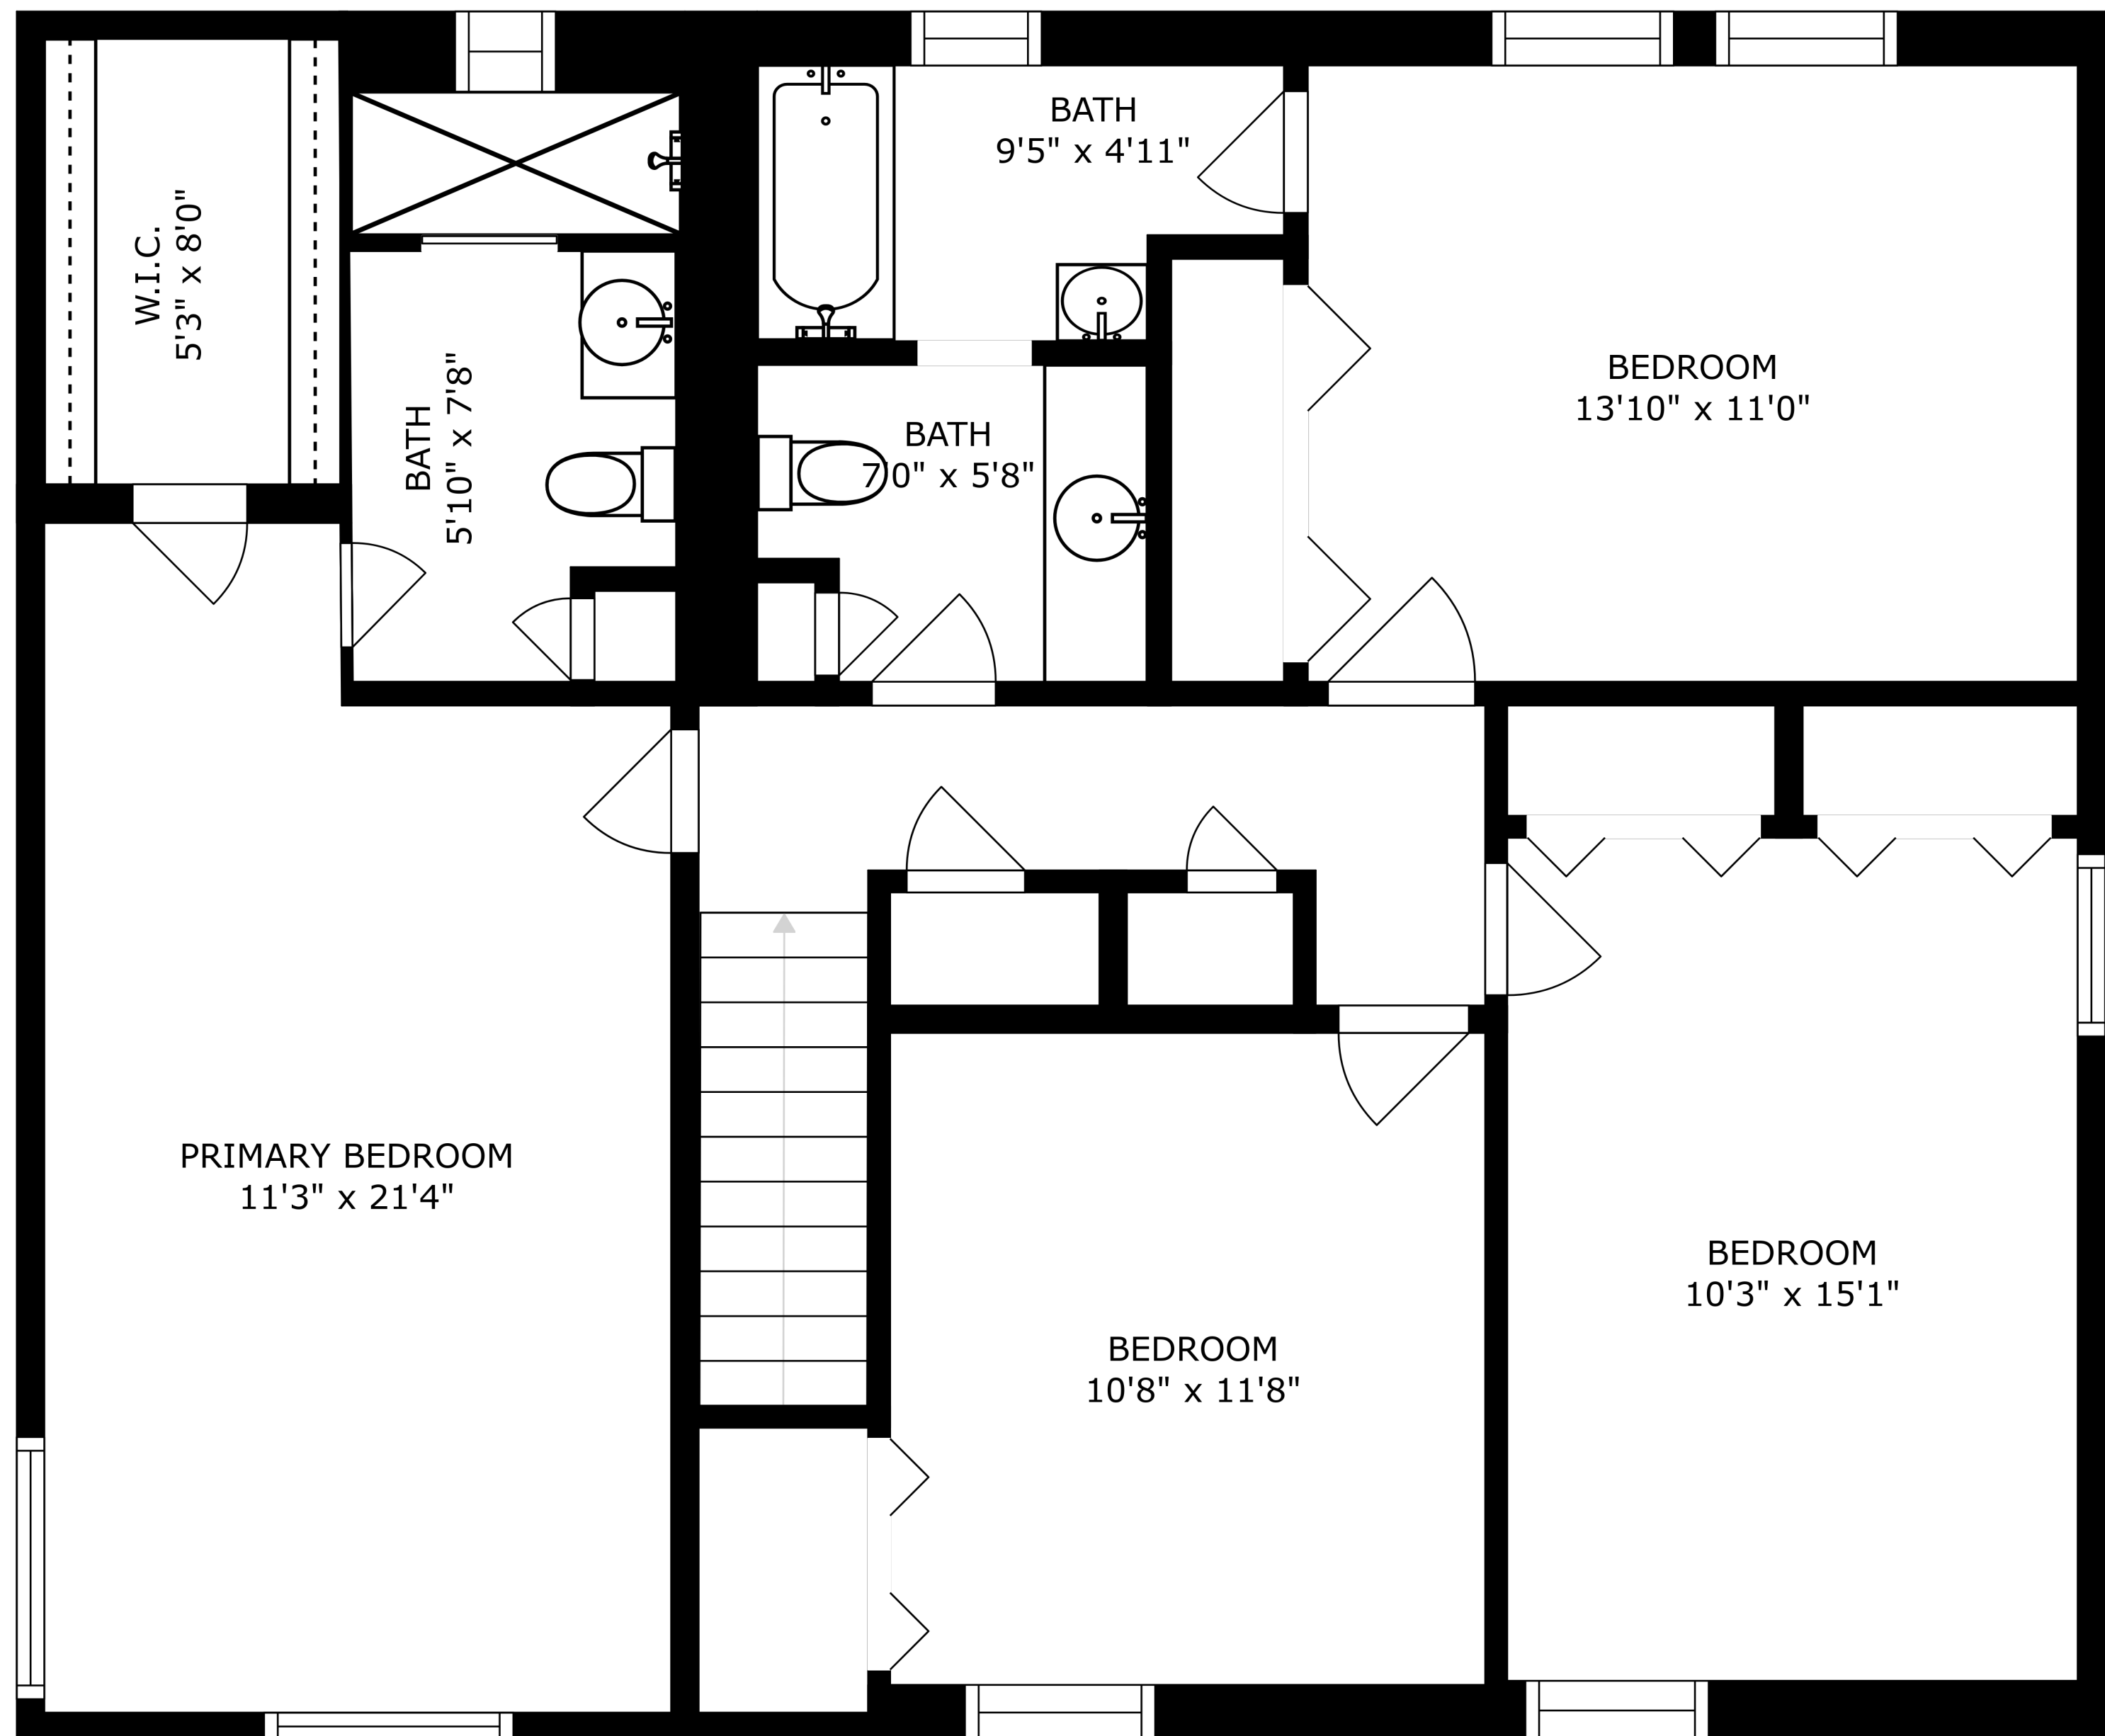 W.I.C.
5'3" x 8'0"
BATH
5'10" x 7'8"
BATH
9'5" x 4'11"
BATH
7'0" x 5'8"
BEDROOM
13'10" x 11'0"
PRIMARY BEDROOM
11'3" x 21'4"
BEDROOM
10'8" x 11'8"
BEDROOM
10'3" x 15'1"